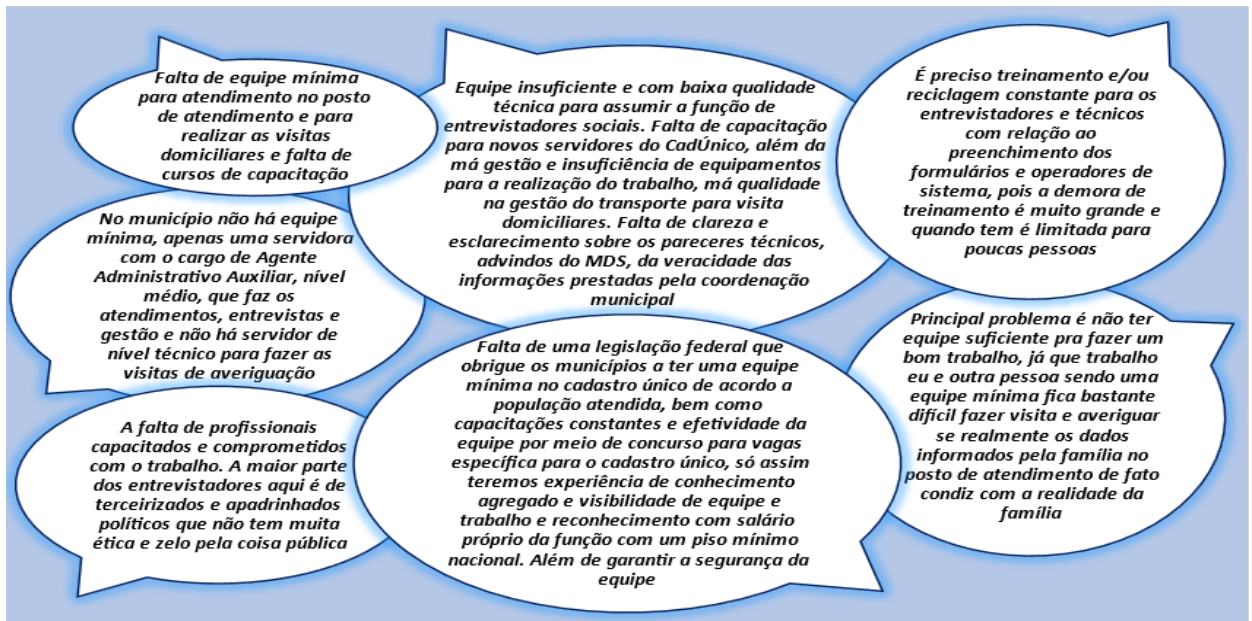 Falta de equipe mínima
para atendimento no posto
de atendimento e para
realizar as visitas
domiciliares e falta de
cursos de capacitação
Equipe insuficiente e com baixa qualidade
técnica para assumir a função de
entrevistadores sociais. Falta de capacitação
para novos servidores do CadÚnico, além da
má gestão e insuficiência de equipamentos
para a realização do trabalho, má qualidade
na gestão do transporte para visita
domiciliares. Falta de clareza e
esclarecimento sobre os pareceres técnicos,
advindos do MDS, da veracidade das
informações prestadas pela coordenação
municipal
É preciso treinamento e/ou
reciclagem constante para os
entrevistadores e técnicos
com relação ao
preenchimento dos
formulários e operadores de
sistema, pois a demora de
treinamento é muito grande e
quando tem é limitada para
poucas pessoas
No município não há equipe
mínima, apenas uma servidora
com o cargo de Agente
Administrativo Auxiliar, nível
médio, que faz os
atendimentos, entrevistas e
gestão e não há servidor de
nível técnico para fazer as
visitas de averiguação
Falta de uma legislação federal que
obrigue os municípios a ter uma equipe
mínima no cadastro único de acordo a
população atendida, bem como
capacitações constantes e efetividade da
equipe por meio de concurso para vagas
específica para o cadastro único, só assim
teremos experiência de conhecimento
agregado e visibilidade de equipe e
trabalho e reconhecimento com salário
próprio da função com um piso mínimo
nacional. Além de garantir a segurança da
equipe
Principal problema é não ter
equipe suficiente pra fazer um
bom trabalho, já que trabalho
eu e outra pessoa sendo uma
equipe mínima fica bastante
difícil fazer visita e averiguar
se realmente os dados
informados pela família no
posto de atendimento de fato
condiz com a realidade da
família
A falta de profissionais
capacitados e comprometidos
com o trabalho. A maior parte
dos entrevistadores aqui é de
terceirizados e apadrinhados
políticos que não tem muita
ética e zelo pela coisa pública